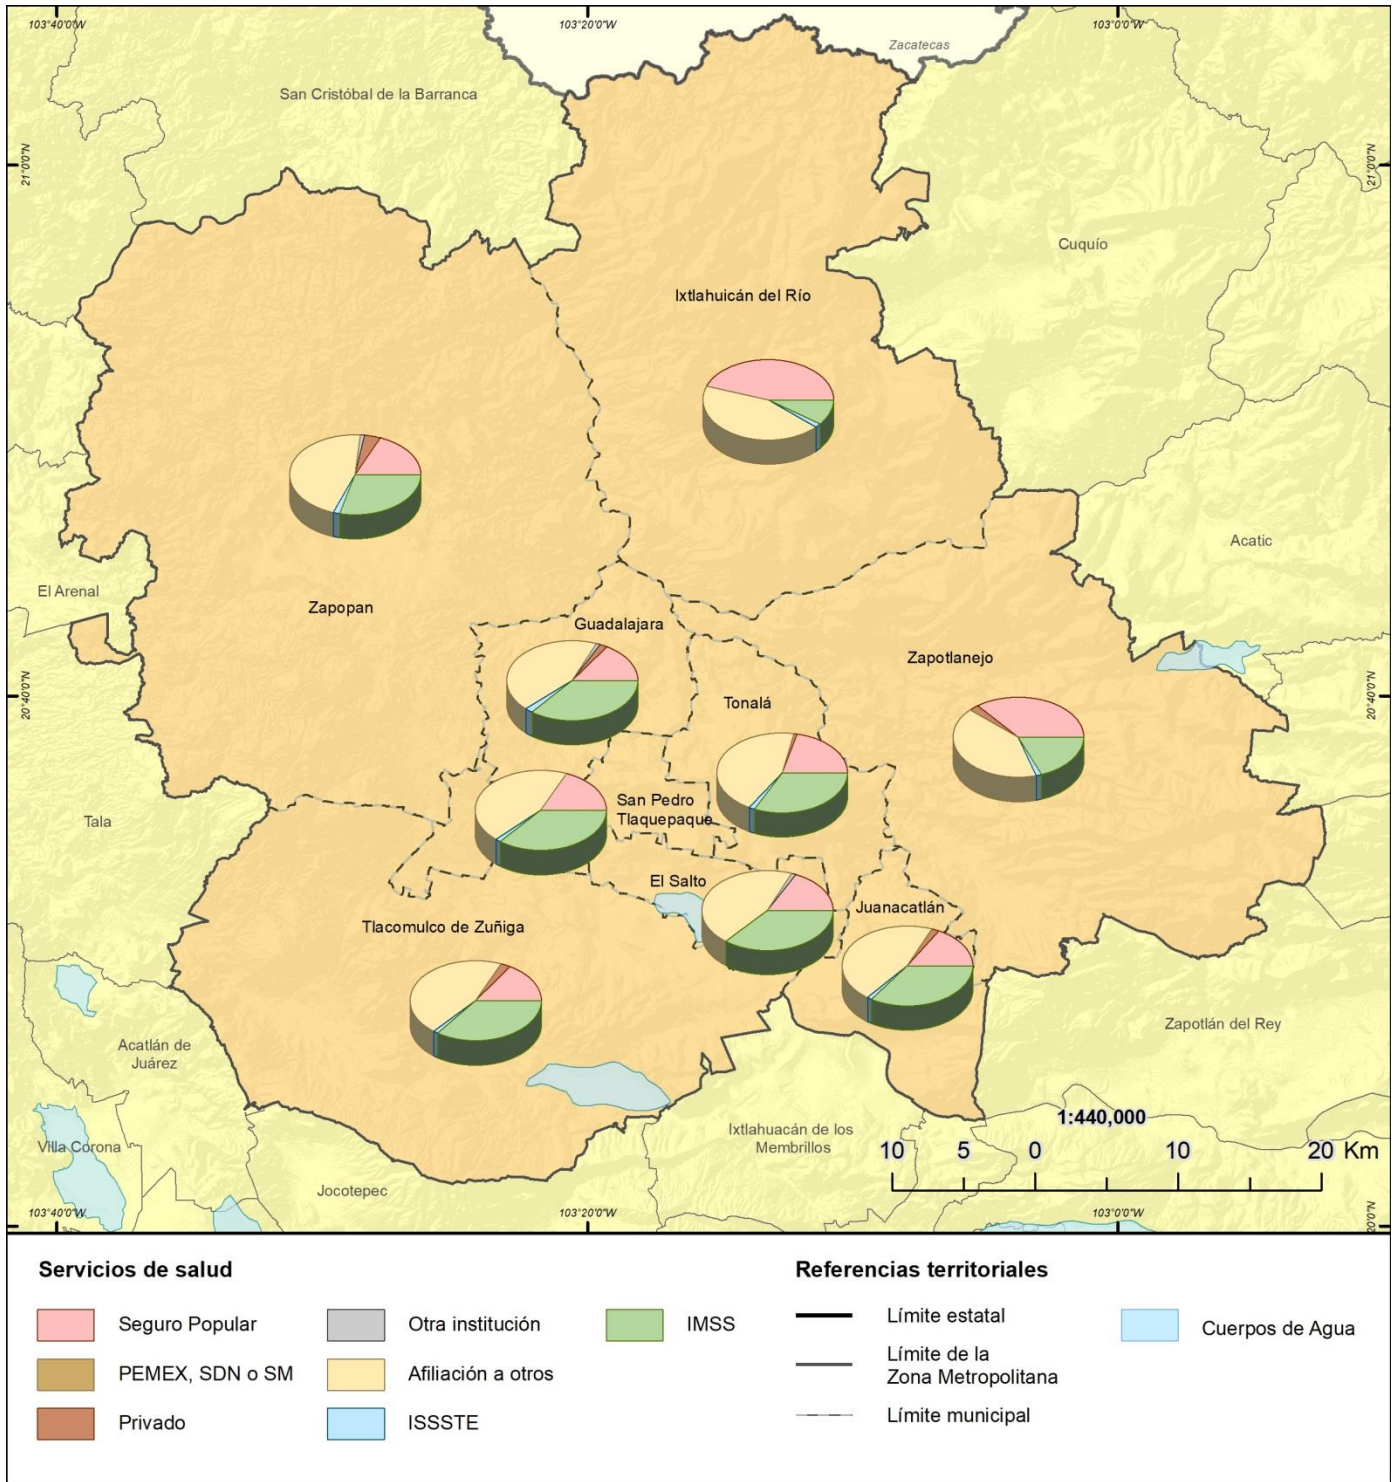 103°40'0"W
103°20'0"W
103°0'0"W
Zacatecas
San Cristóbal de la Barranca
21°0'0"N
21°0'0"N
Cuquío
Ixtlahuicán del Río
Acatic
El Arenal
Zapopan
Guadalajara
Zapotlanejo
20°40'0"N
20°40'0"N
Tonalá
San Pedro
Tlaquepaque
Tala
El Salto
Juanacatlán
Tlacomulco de Zuñiga
Zapotlán del Rey
Acatlán de
Juárez
1:440,000
Ixtlahuacán de los
Membrillos
Villa Corona
10 5 0 10 20 Km
Jocotepec
103°40'0"W
103°20'0"W
103°0'0"W
20'0"N
Servicios de salud
Seguro Popular
PEMEX, SDN o SM
Privado
Otra institución
Afiliación a otros
ISSSTE
IMSS
Referencias territoriales
Límite estatal
Límite de la
Zona Metropolitana
Límite municipal
Cuerpos de Agua